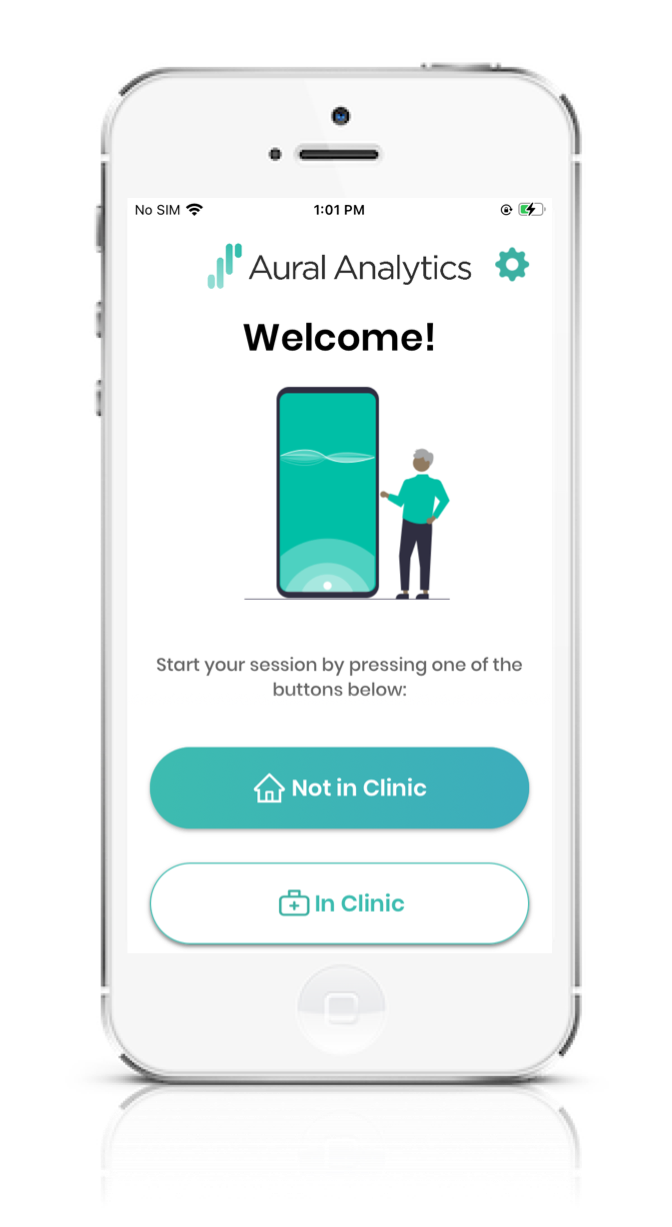 No SIM 1:01 PM
Aural Analytics
Welcome!
Start your session by pressing one of the
buttons below:
Not in Clinic
In Clinic